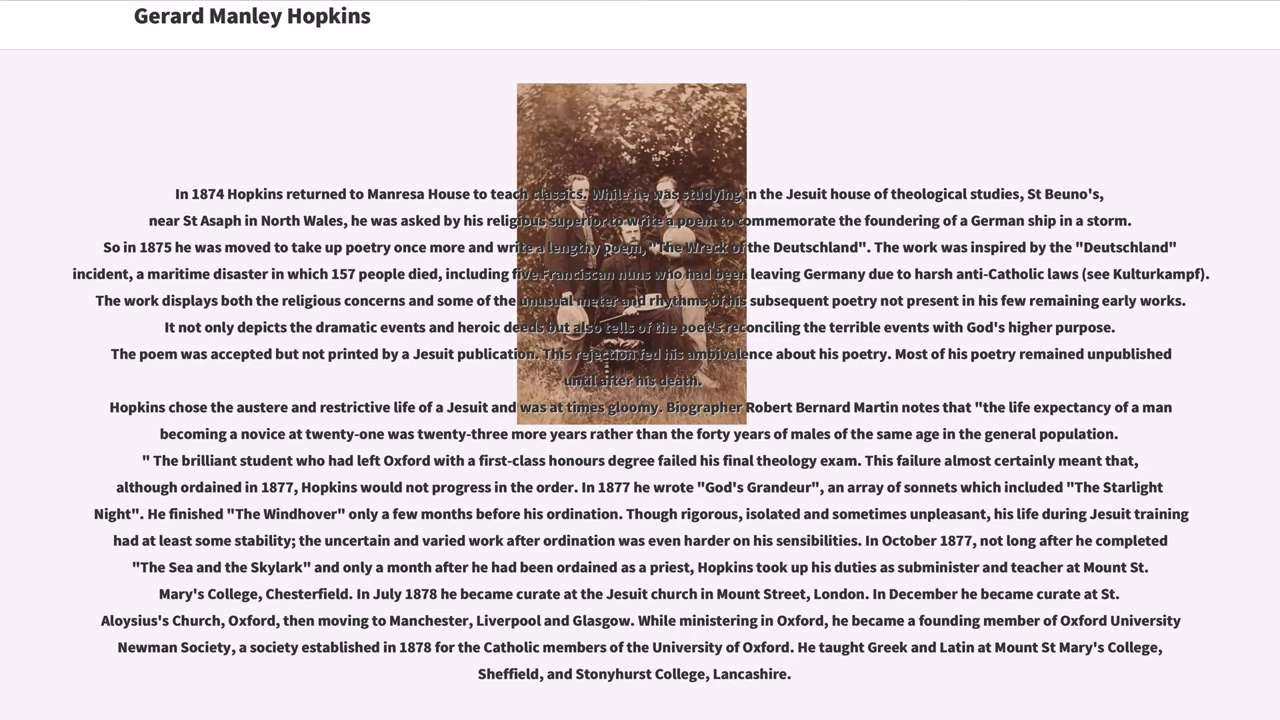 Gerard Manley Hopkins
In 1874 Hopkins returned to Manresa House to teach classics. While he was studying in the Jesuit house of theological studies, St Beuno's,
near St Asaph in North Wales, he was asked by his religious superior to write a poem to commemorate the foundering of a German ship in a storm.
So in 1875 he was moved to take up poetry once more and write a lengthy poem, "The Wreck of the Deutschland". The work was inspired by the "Deutschland"
incident, a maritime disaster in which 157 people died, including five Franciscan nuns who had been leaving Germany due to harsh anti-Catholic laws (see Kulturkampf).
The work displays both the religious concerns and some of the unusual meter and rhythms of his subsequent poetry not present in his few remaining early works.
It not only depicts the dramatic events and heroic deeds but also tells of the poet's reconciling the terrible events with God's higher purpose.
The poem was accepted but not printed by a Jesuit publication. This rejection fed his ambivalence about his poetry. Most of his poetry remained unpublished
until after his death.
Hopkins chose the austere and restrictive life of a Jesuit and was at times gloomy. Biographer Robert Bernard Martin notes that "the life expectancy of a man
becoming a novice at twenty-one was twenty-three more years rather than the forty years of males of the same age in the general population.
" The brilliant student who had left Oxford with a first-class honours degree failed his final theology exam. This failure almost certainly meant that,
although ordained in 1877, Hopkins would not progress in the order. In 1877 he wrote "God's Grandeur", an array of sonnets which included "The Starlight
Night". He finished "The Windhover" only a few months before his ordination. Though rigorous, isolated and sometimes unpleasant, his life during Jesuit training
had at least some stability; the uncertain and varied work after ordination was even harder on his sensibilities. In October 1877, not long after he completed
"The Sea and the Skylark" and only a month after he had been ordained as a priest, Hopkins took up his duties as subminister and teacher at Mount St.
Mary's College, Chesterfield. In July 1878 he became curate at the Jesuit church in Mount Street, London. In December he became curate at St.
Aloysius's Church, Oxford, then moving to Manchester, Liverpool and Glasgow. While ministering in Oxford, he became a founding member of Oxford University
Newman Society, a society established in 1878 for the Catholic members of the University of Oxford. He taught Greek and Latin at Mount St Mary's College,
Sheffield, and Stonyhurst College, Lancashire.